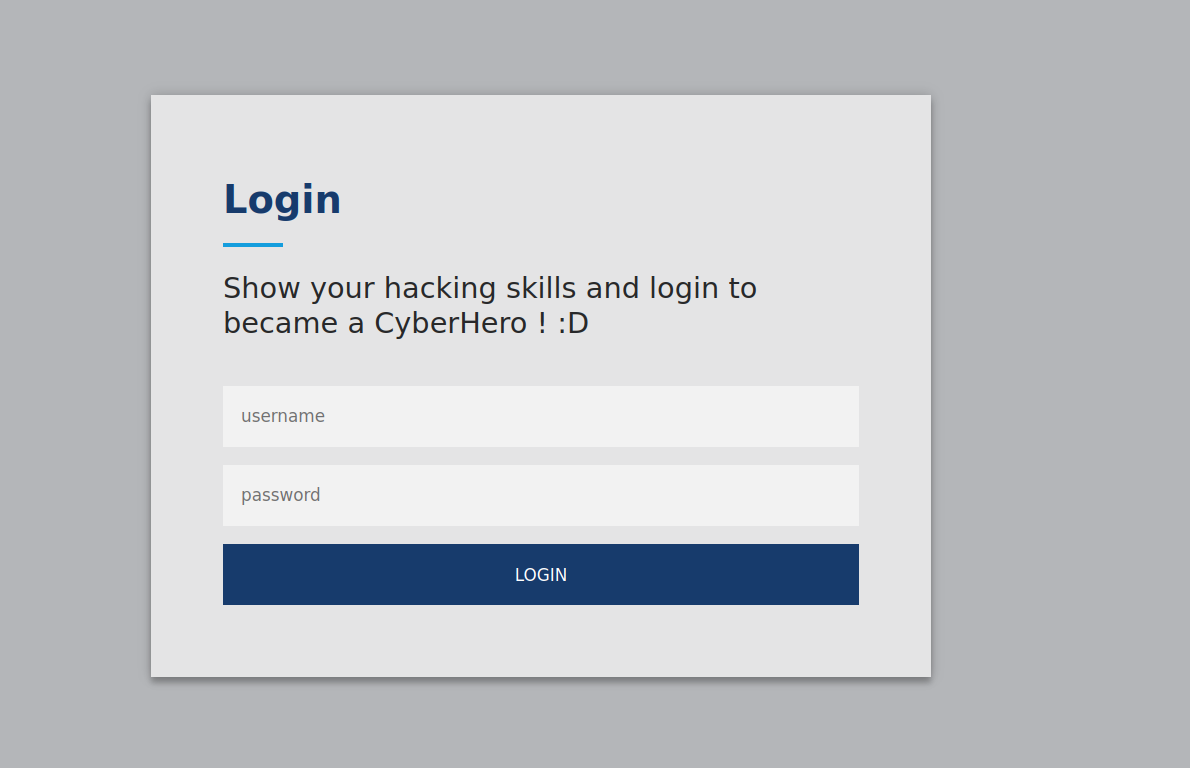 Login
Show your hacking skills and login to
became a CyberHero ! :D
username
password
LOGIN